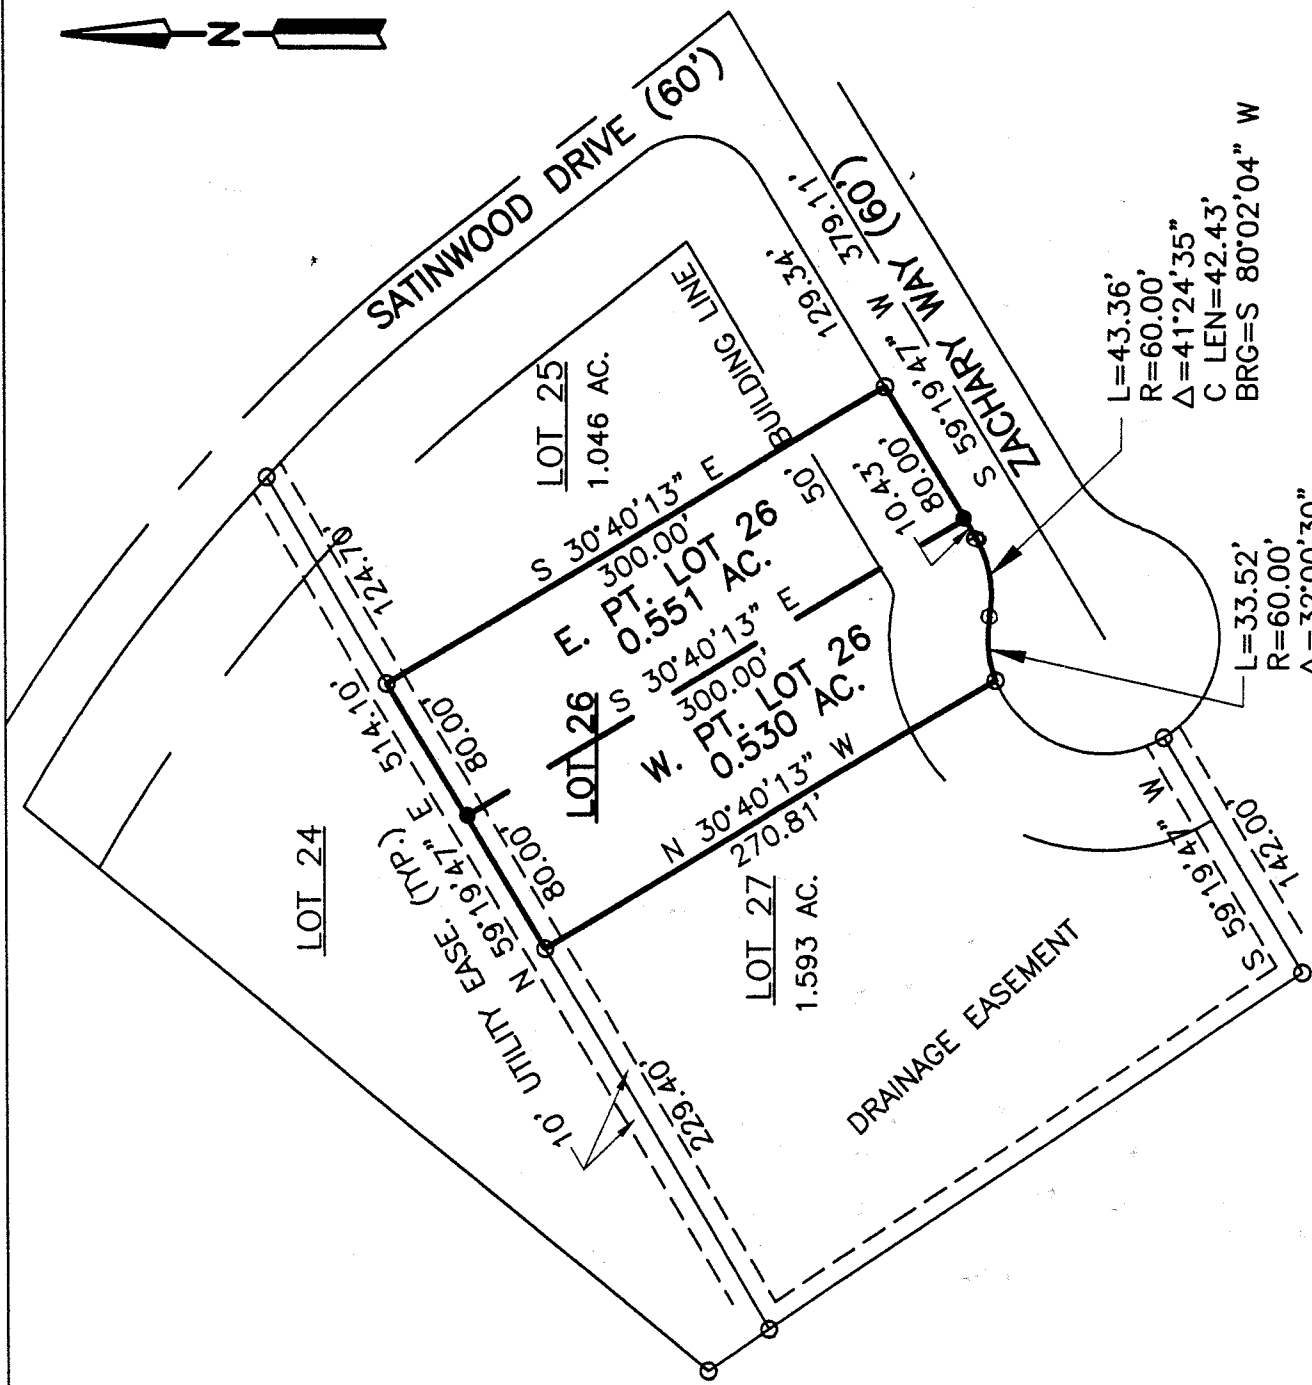 N
SATINWOOD DRIVE (60')
LOT 25
1.046 AC.
BUILDING LINE
129.34'
S 59°19'47" W 379.11'
ZACHARY WAY (60')
124.70'
S 30°40'13" E
300.00'
E. PT. LOT 26
0.551 AC.
50'
10.43'
80.00'
L=43.36'
R=60.00'
Δ=41°24'35"
C LEN=42.43'
BRG=S 80°02'04" W
LOT 24
10' UTILITY EASE. (TYP.)
N 59°19'47" E 514.10'
80.00'
80.00'
LOT 26
S 30°40'13" E
300.00'
W. PT. LOT 26
0.530 AC.
N 30°40'13" W
270.81'
L=33.52'
R=60.00'
Δ=32°00'30"
LOT 27
1.593 AC.
229.40'
DRAINAGE EASEMENT
LS 59°19'47" W
142.00'